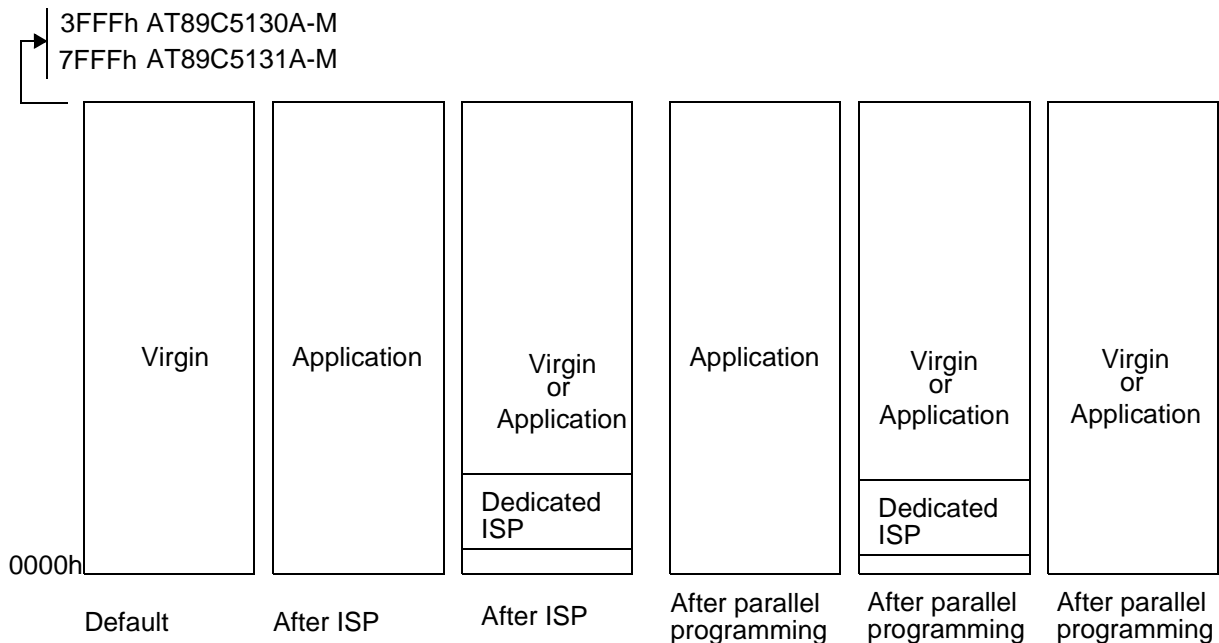 3FFFh AT89C5130A-M
7FFFh AT89C5131A-M
Virgin
Application
Virgin
or
Application
Dedicated
ISP
Application
Virgin
or
Application
Dedicated
ISP
Virgin
or
Application
0000h
Default
After ISP
After ISP
After parallel
programming
After parallel
programming
After parallel
programming